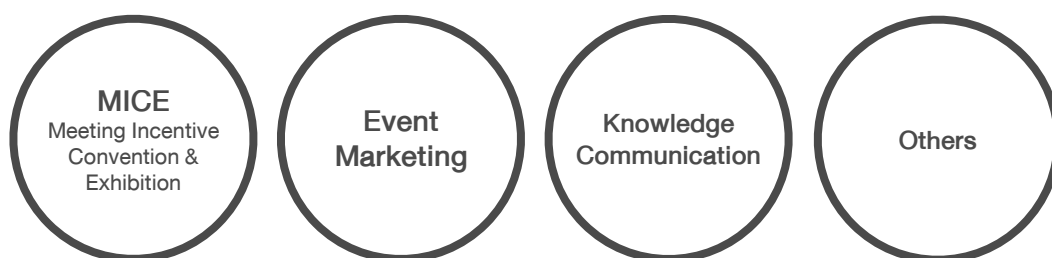 MICE
Meeting Incentive
Convention &
Exhibition
Event
Marketing
Knowledge
Communication
Others